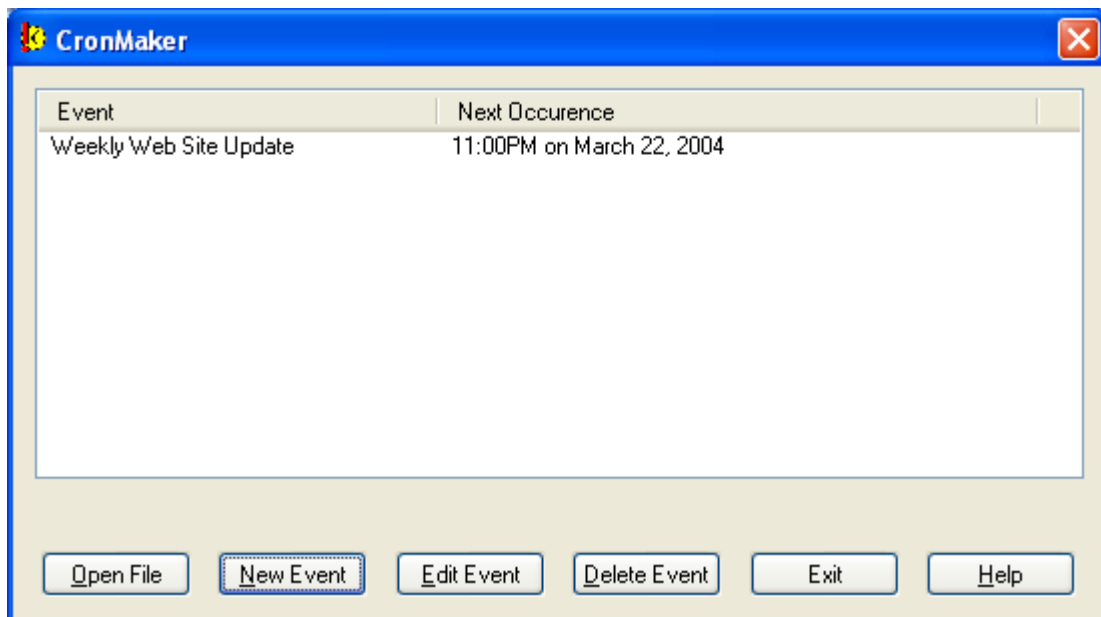 CronMaker
Event Next Occurence
Weekly Web Site Update 11:00PM on March 22, 2004
Open File New Event Edit Event Delete Event Exit Help